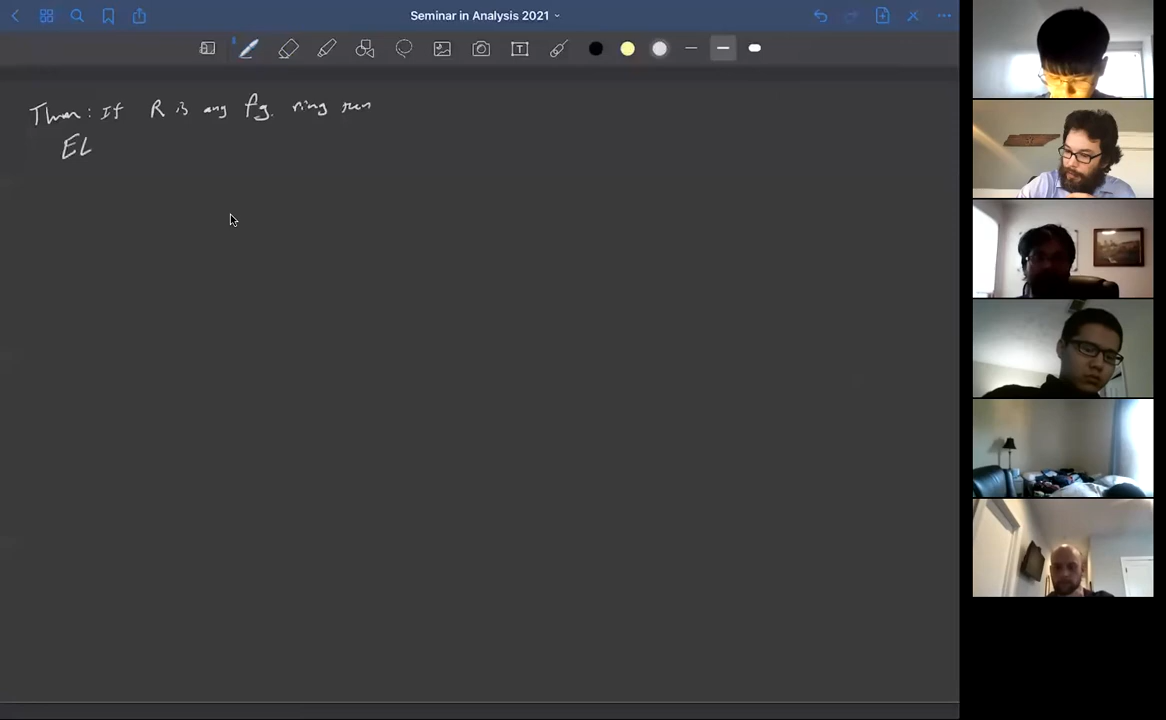 Seminar in Analysis 2021
Thm: If R is any f.g. ring then
EL